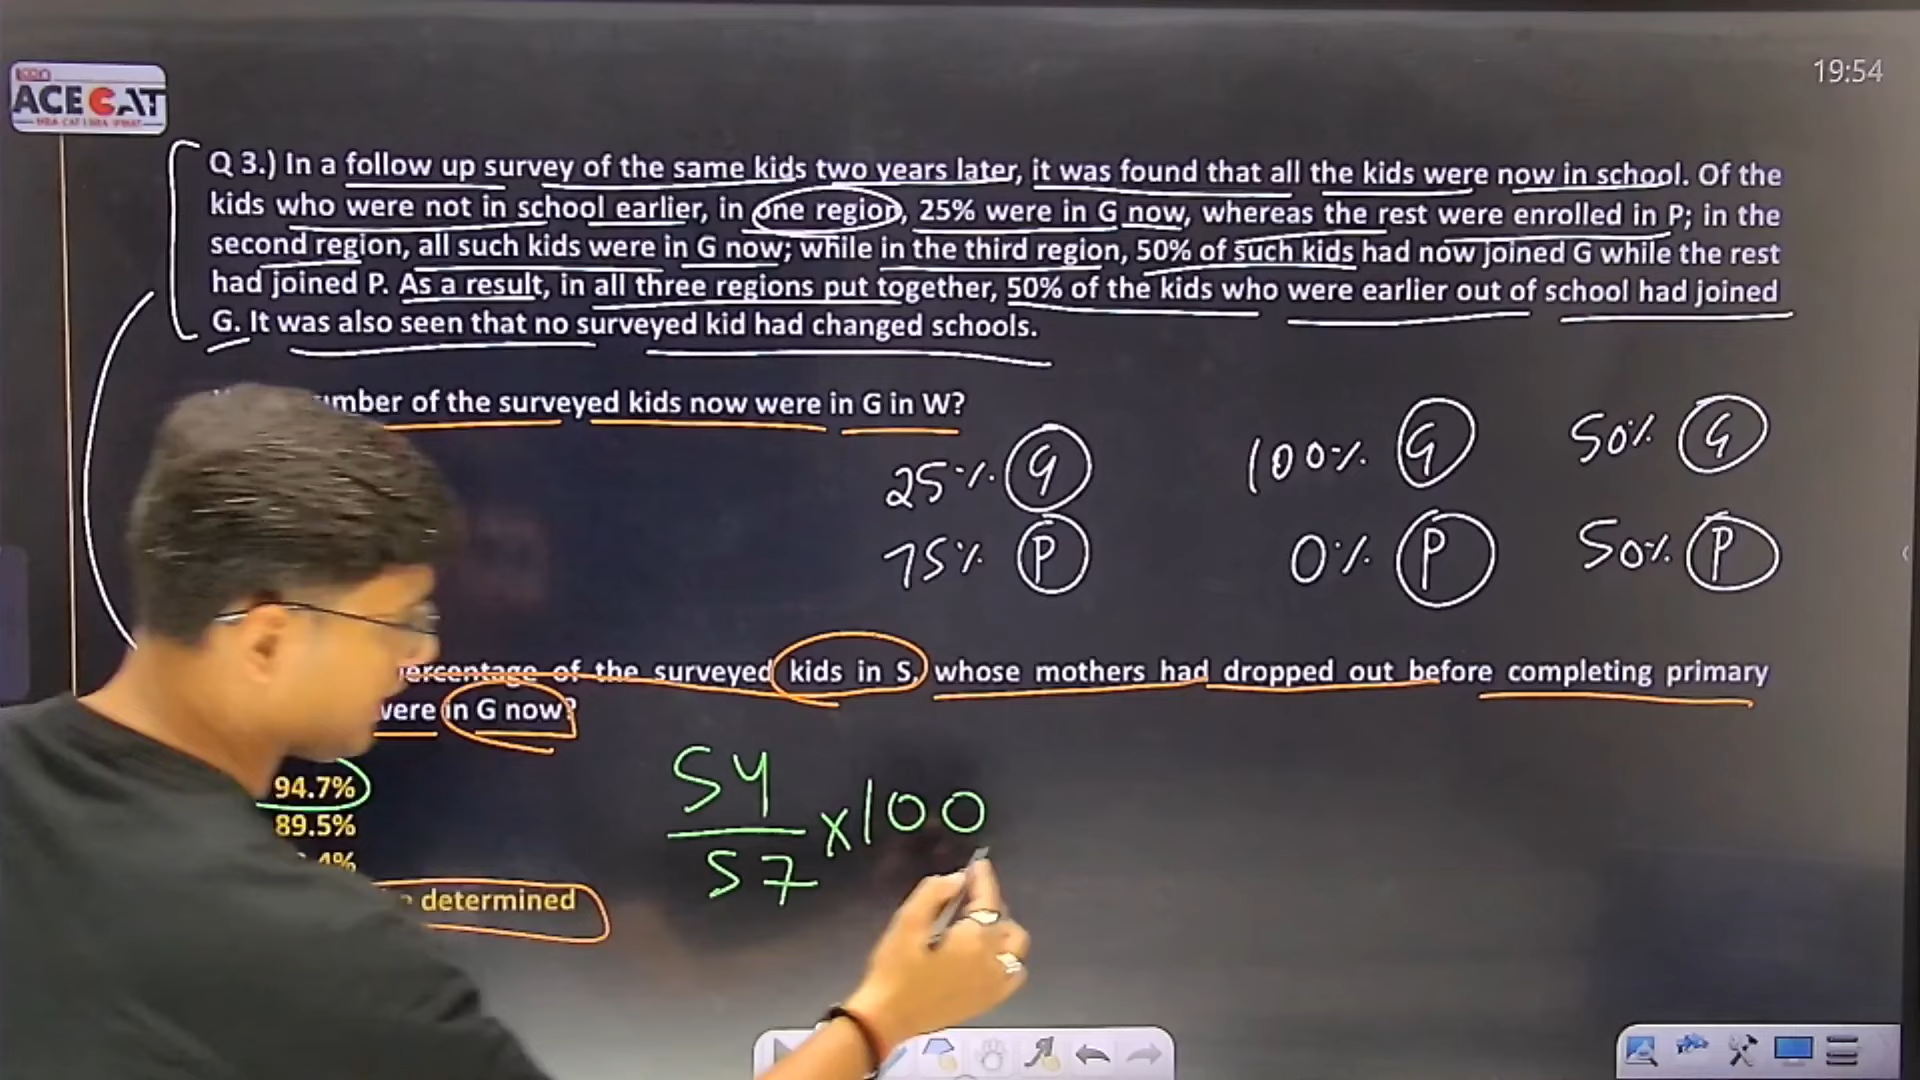 19:54
ACE CAT
Q 3.) In a follow up survey of the same kids two years later, it was found that all the kids were now in school. Of the
kids who were not in school earlier, in one region, 25% were in G now, whereas the rest were enrolled in P; in the
second region, all such kids were in G now; while in the third region, 50% of such kids had now joined G while the rest
had joined P. As a result, in all three regions put together, 50% of the kids who were earlier out of school had joined
G. It was also seen that no surveyed kid had changed schools.
of the surveyed kids now were in G in W?
25% G
100% G
50% G
75% P
0% P
50% P
of the surveyed kids in S, whose mothers had dropped out before completing primary
were in G now?
94.7%
89.5%
determined
54
57
x100